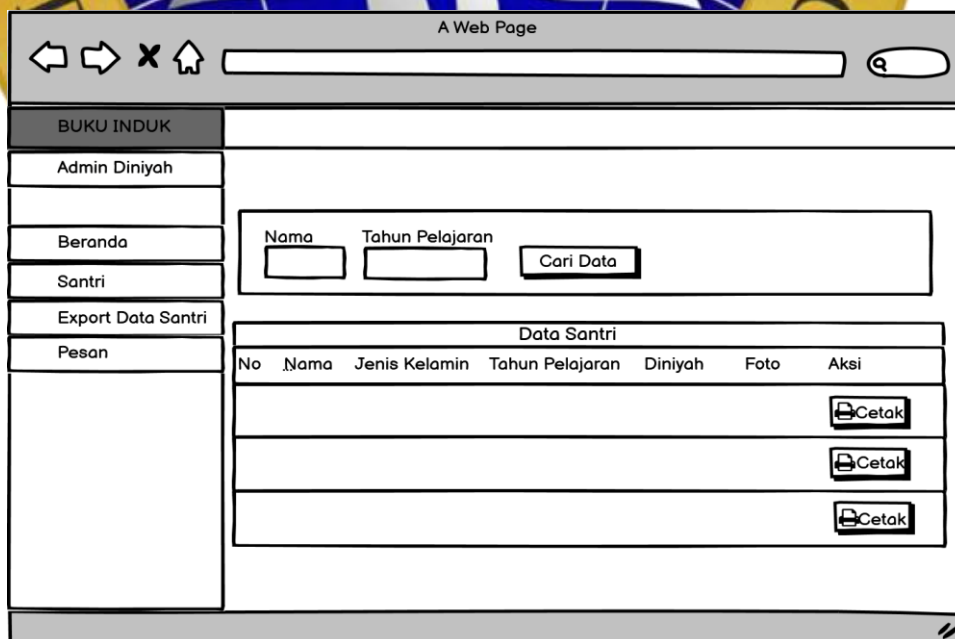 A Web Page
BUKU INDUK
Admin Diniyah
Beranda
Santri
Export Data Santri
Pesan
Nama Tahun Pelajaran
Cari Data
Data Santri
No Nama Jenis Kelamin Tahun Pelajaran Diniyah Foto Aksi
Cetak
Cetak
Cetak